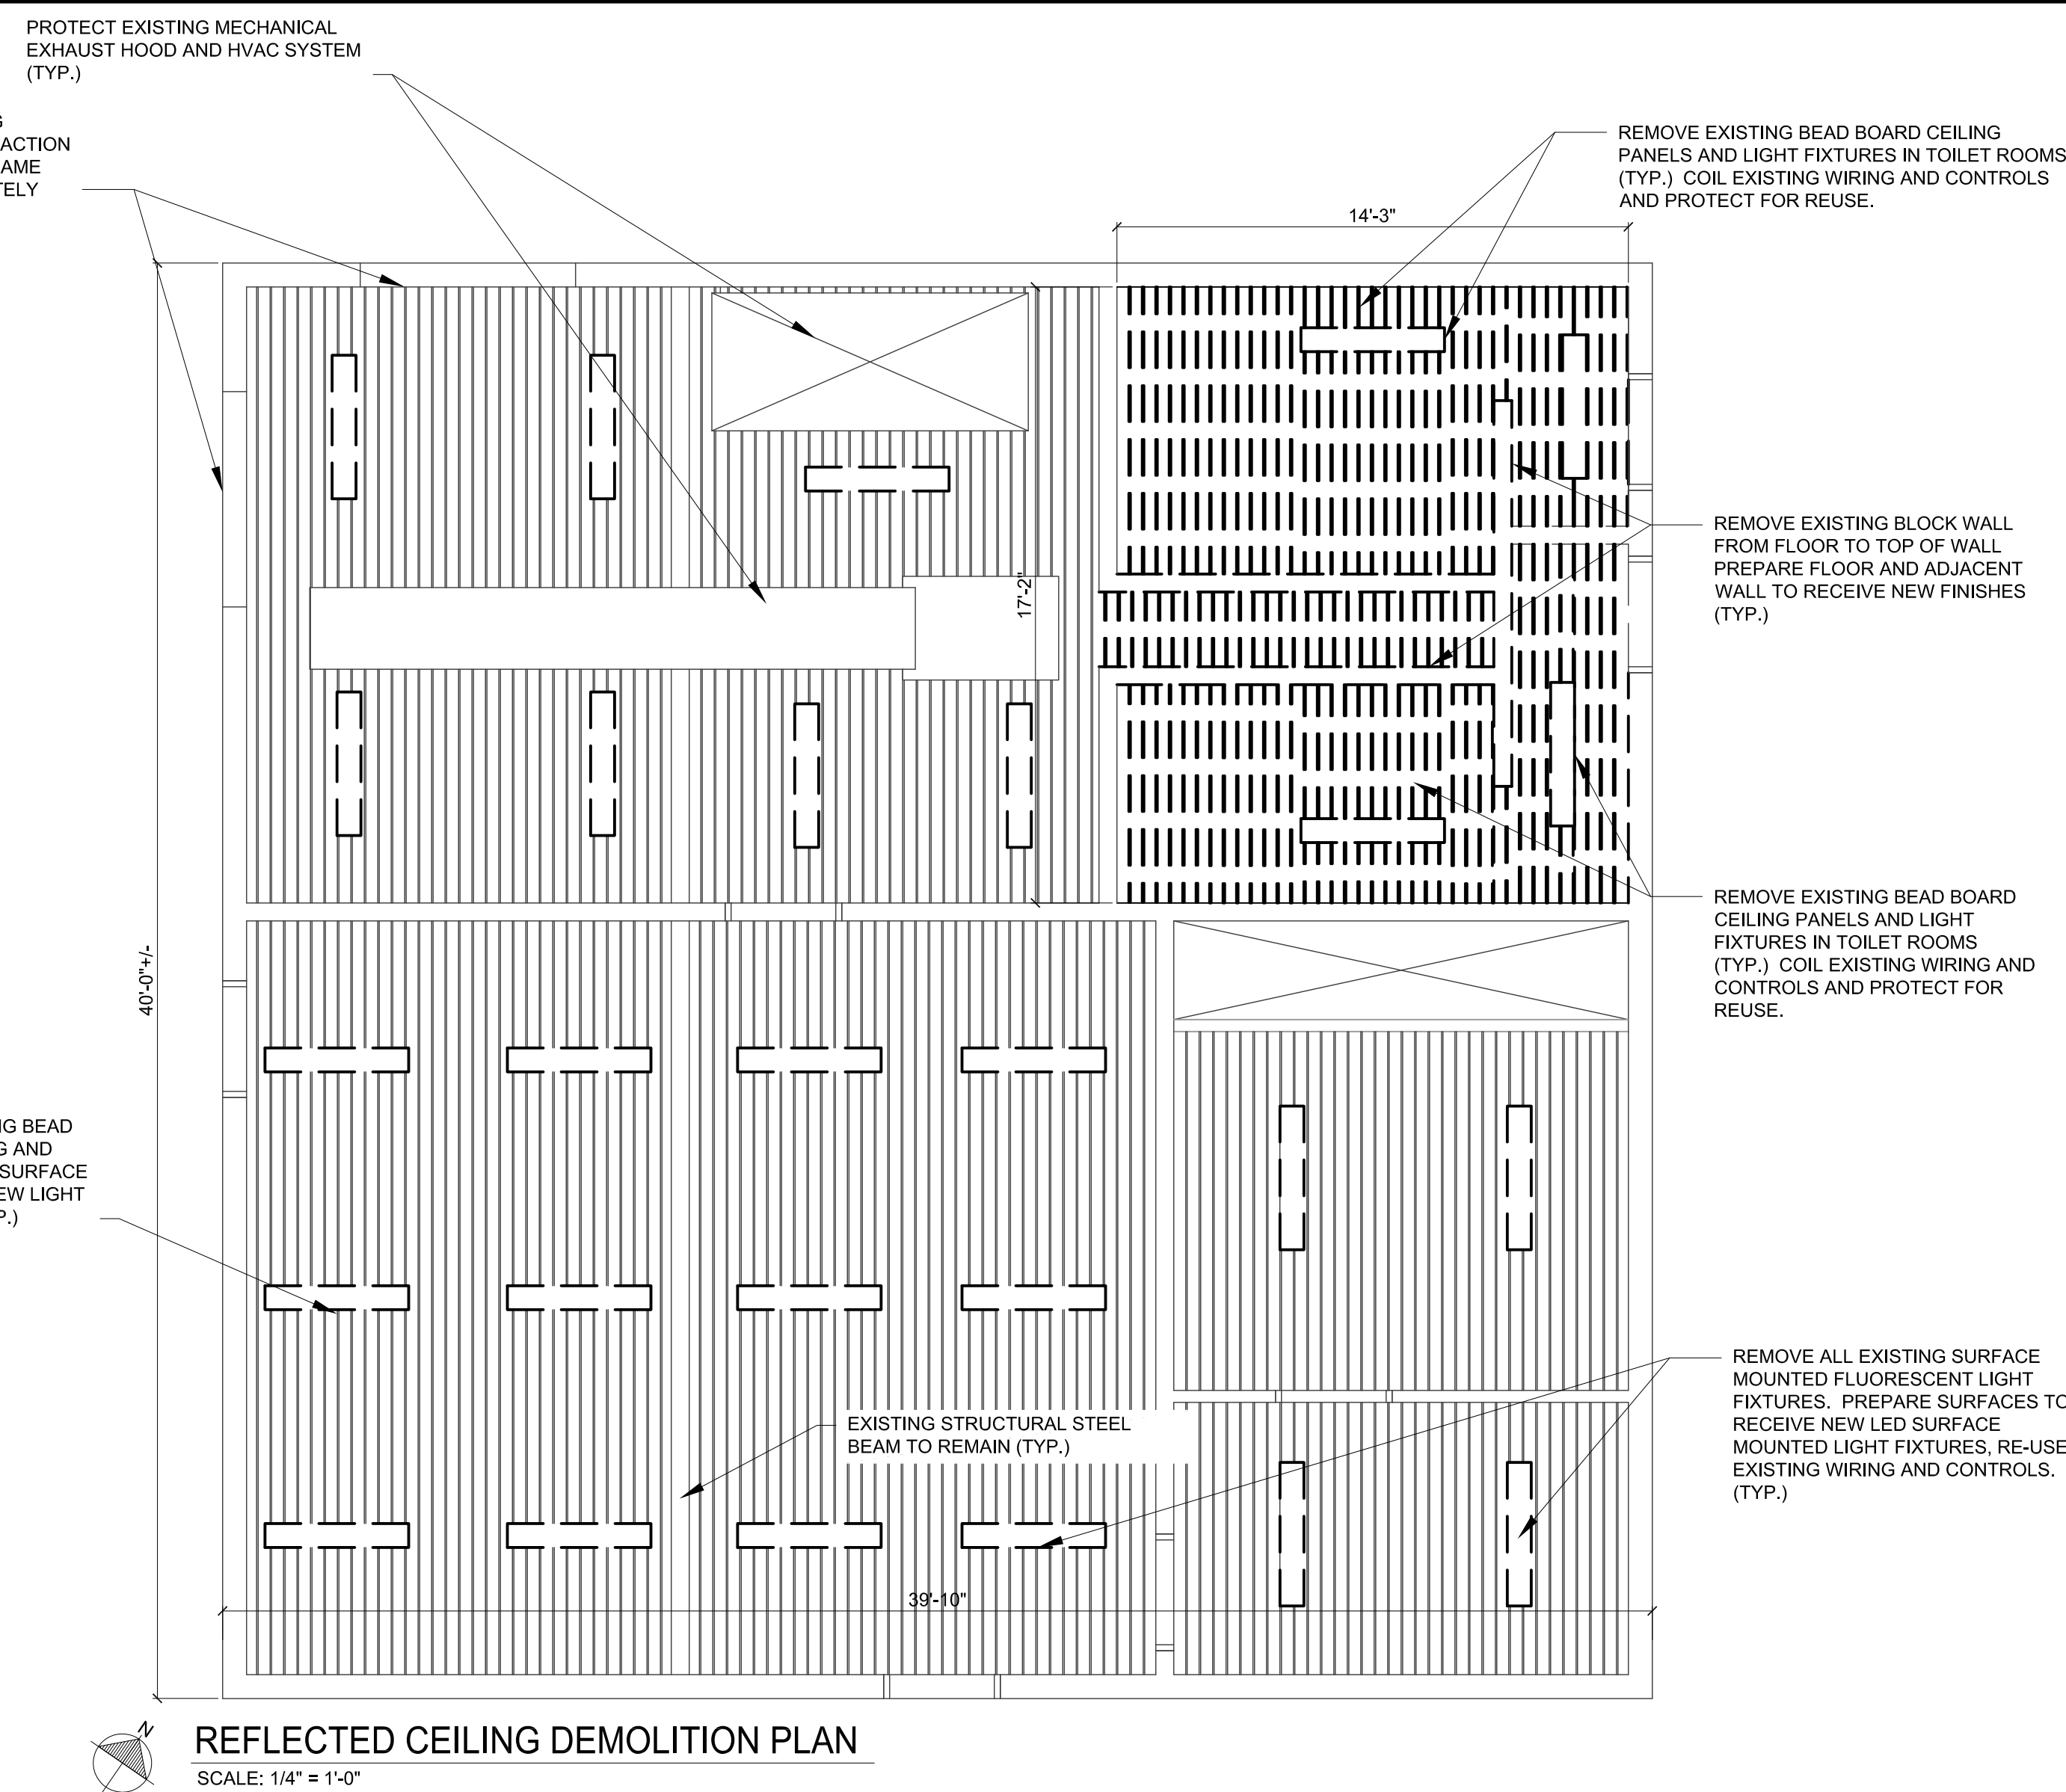 PROTECT EXISTING MECHANICAL
EXHAUST HOOD AND HVAC SYSTEM
(TYP.)
REMOVE EXISTING BEAD BOARD CEILING
PANELS AND LIGHT FIXTURES IN TOILET ROOMS
(TYP.)  COIL EXISTING WIRING AND CONTROLS
AND PROTECT FOR REUSE.
14'-3"
REMOVE EXISTING BLOCK WALL
FROM FLOOR TO TOP OF WALL
PREPARE FLOOR AND ADJACENT
WALL TO RECEIVE NEW FINISHES
(TYP.)
17'-2"
REMOVE EXISTING BEAD BOARD
CEILING PANELS AND LIGHT
FIXTURES IN TOILET ROOMS
(TYP.)  COIL EXISTING WIRING AND
CONTROLS AND PROTECT FOR
REUSE.
40'-0"+/-
BEAD
AND
SURFACE
LIGHT
REMOVE ALL EXISTING SURFACE
MOUNTED FLUORESCENT LIGHT
FIXTURES.  PREPARE SURFACES TO
RECEIVE NEW LED SURFACE
MOUNTED LIGHT FIXTURES, RE-USE
EXISTING WIRING AND CONTROLS.
(TYP.)
EXISTING STRUCTURAL STEEL
BEAM TO REMAIN (TYP.)
39'-10"
N
REFLECTED CEILING DEMOLITION PLAN
SCALE: 1/4" = 1'-0"